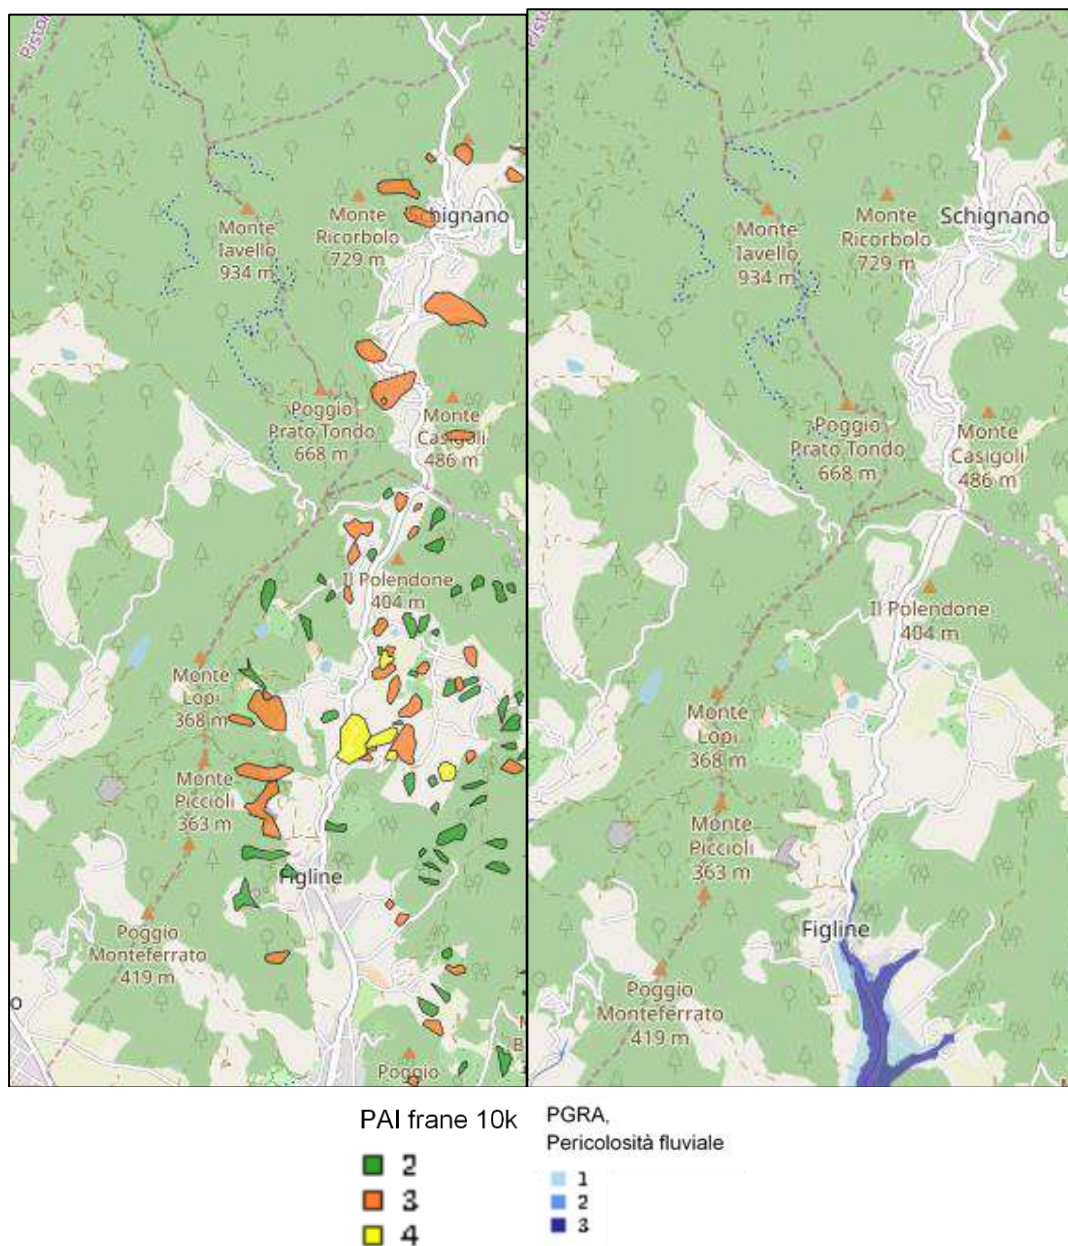 Pistoi
Schignano
Monte
Ricorbolo
729 m
Monte
Iavello
934 m
Poggio
Prato Tondo
668 m
Monte
Casigoli
486 m
Il Polendone
404 m
Monte
Lopi
368 m
Monte
Piccioli
363 m
Figline
Poggio
Monteferrato
419 m
o
Poggio
Schignano
Monte
Ricorbolo
729 m
Monte
Iavello
934 m
Poggio
Prato Tondo
668 m
Monte
Casigoli
486 m
Il Polendone
404 m
Monte
Lopi
368 m
Monte
Piccioli
363 m
Figline
Poggio
Monteferrato
419 m
PAI frane 10k
2
3
4
PGRA,
Pericolosità fluviale
1
2
3